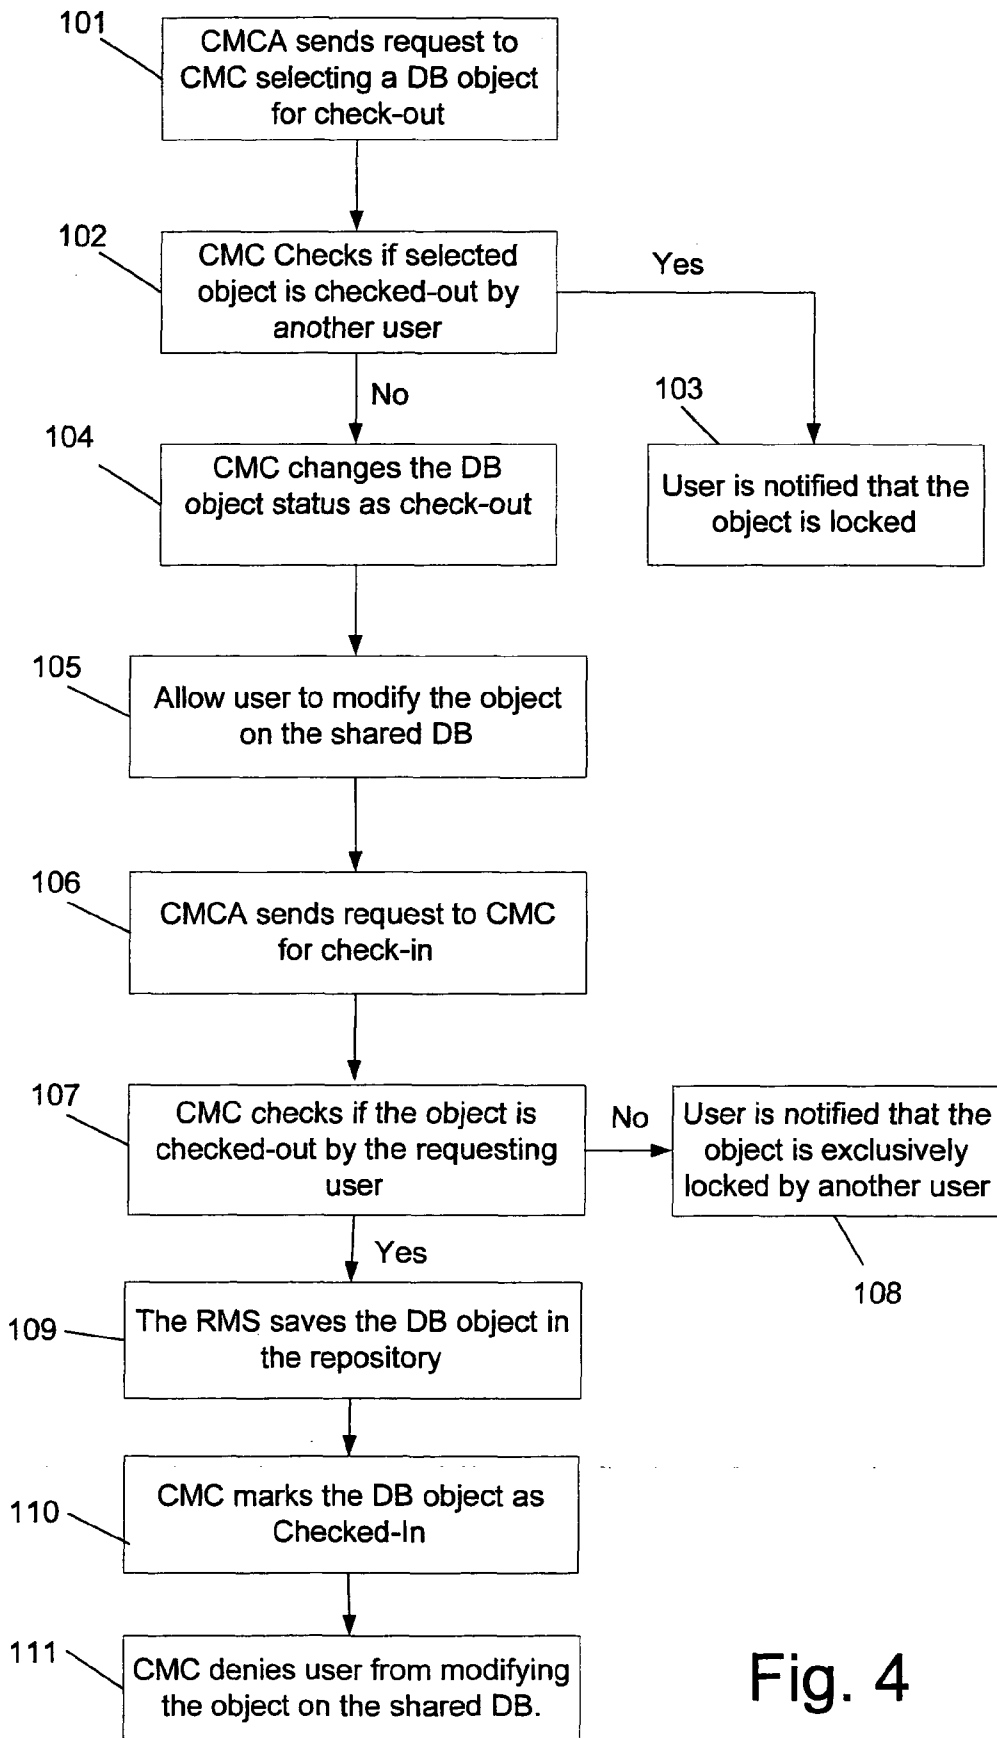 101
CMCA sends request to
CMC selecting a DB object
for check-out
102
CMC Checks if selected
object is checked-out by
another user
Yes
No
103
User is notified that the
object is locked
104
CMC changes the DB
object status as check-out
105
Allow user to modify the object
on the shared DB
106
CMCA sends request to CMC
for check-in
107
CMC checks if the object is
checked-out by the requesting
user
No
User is notified that the
object is exclusively
locked by another user
108
Yes
109
The RMS saves the DB object in
the repository
110
CMC marks the DB object as
Checked-In
111
CMC denies user from modifying
the object on the shared DB.
Fig. 4